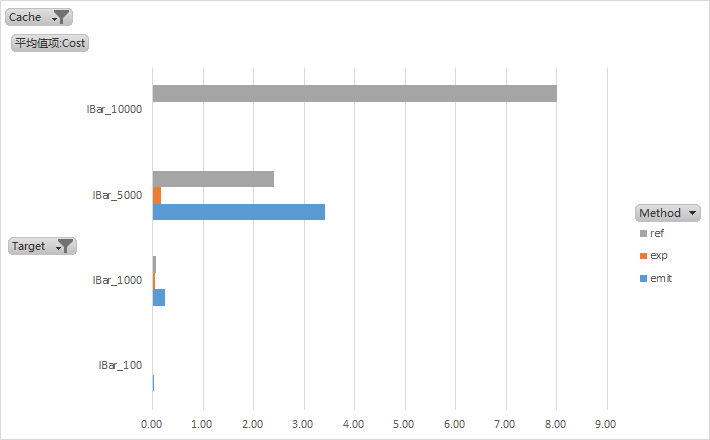 Cache
平均值项:Cost
IBar_10000
IBar_5000
Target
IBar_1000
IBar_100
0.00 1.00 2.00 3.00 4.00 5.00 6.00 7.00 8.00 9.00
Method
ref
exp
emit